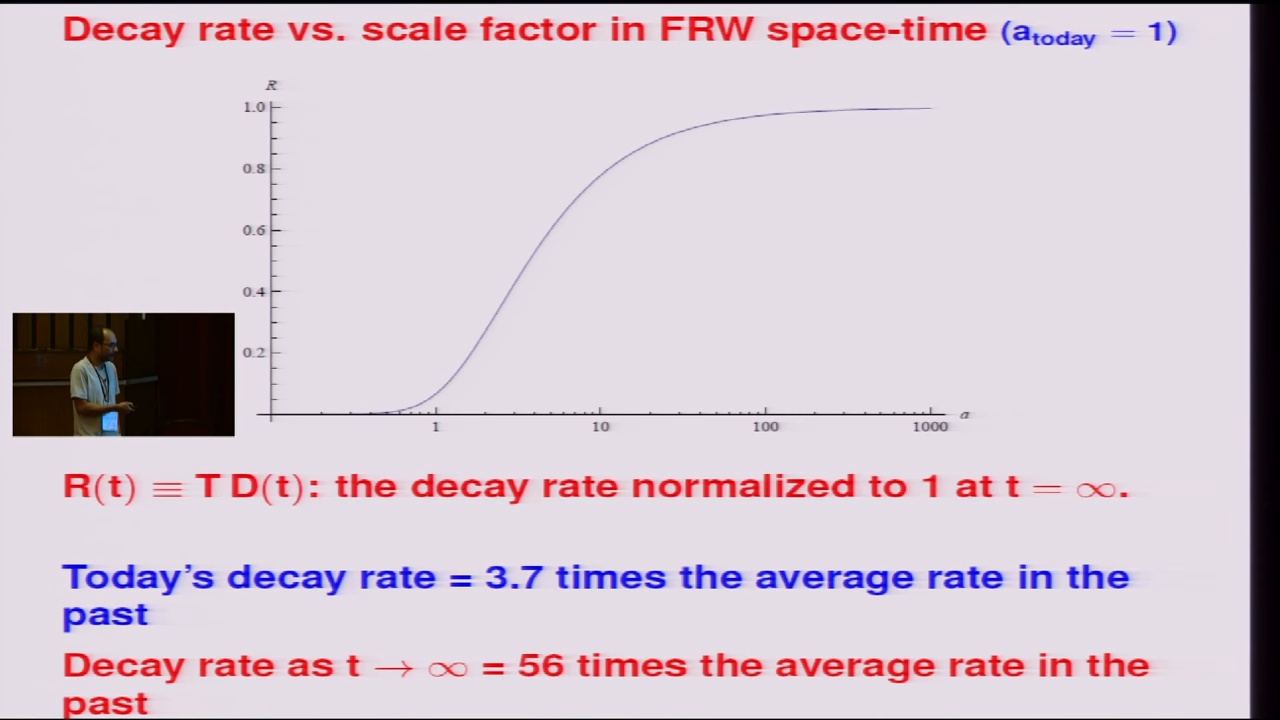 Decay rate vs. scale factor in FRW space-time (a_today = 1)
R
1.0
0.8
0.6
0.4
0.2
1 10 100 1000 a
R(t) ≡ T D(t): the decay rate normalized to 1 at t = ∞.
Today's decay rate = 3.7 times the average rate in the
past
Decay rate as t → ∞ = 56 times the average rate in the
past